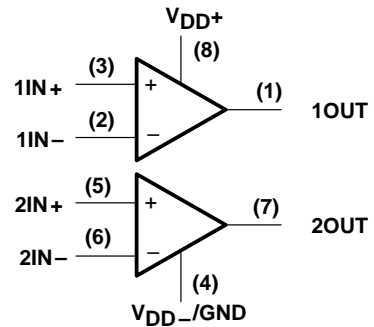 VDD+
(8)
(3)
1IN+
+
(1)
1OUT
(2)
1IN−
−
(5)
2IN+
+
(7)
2OUT
(6)
2IN−
−
(4)
VDD−/GND